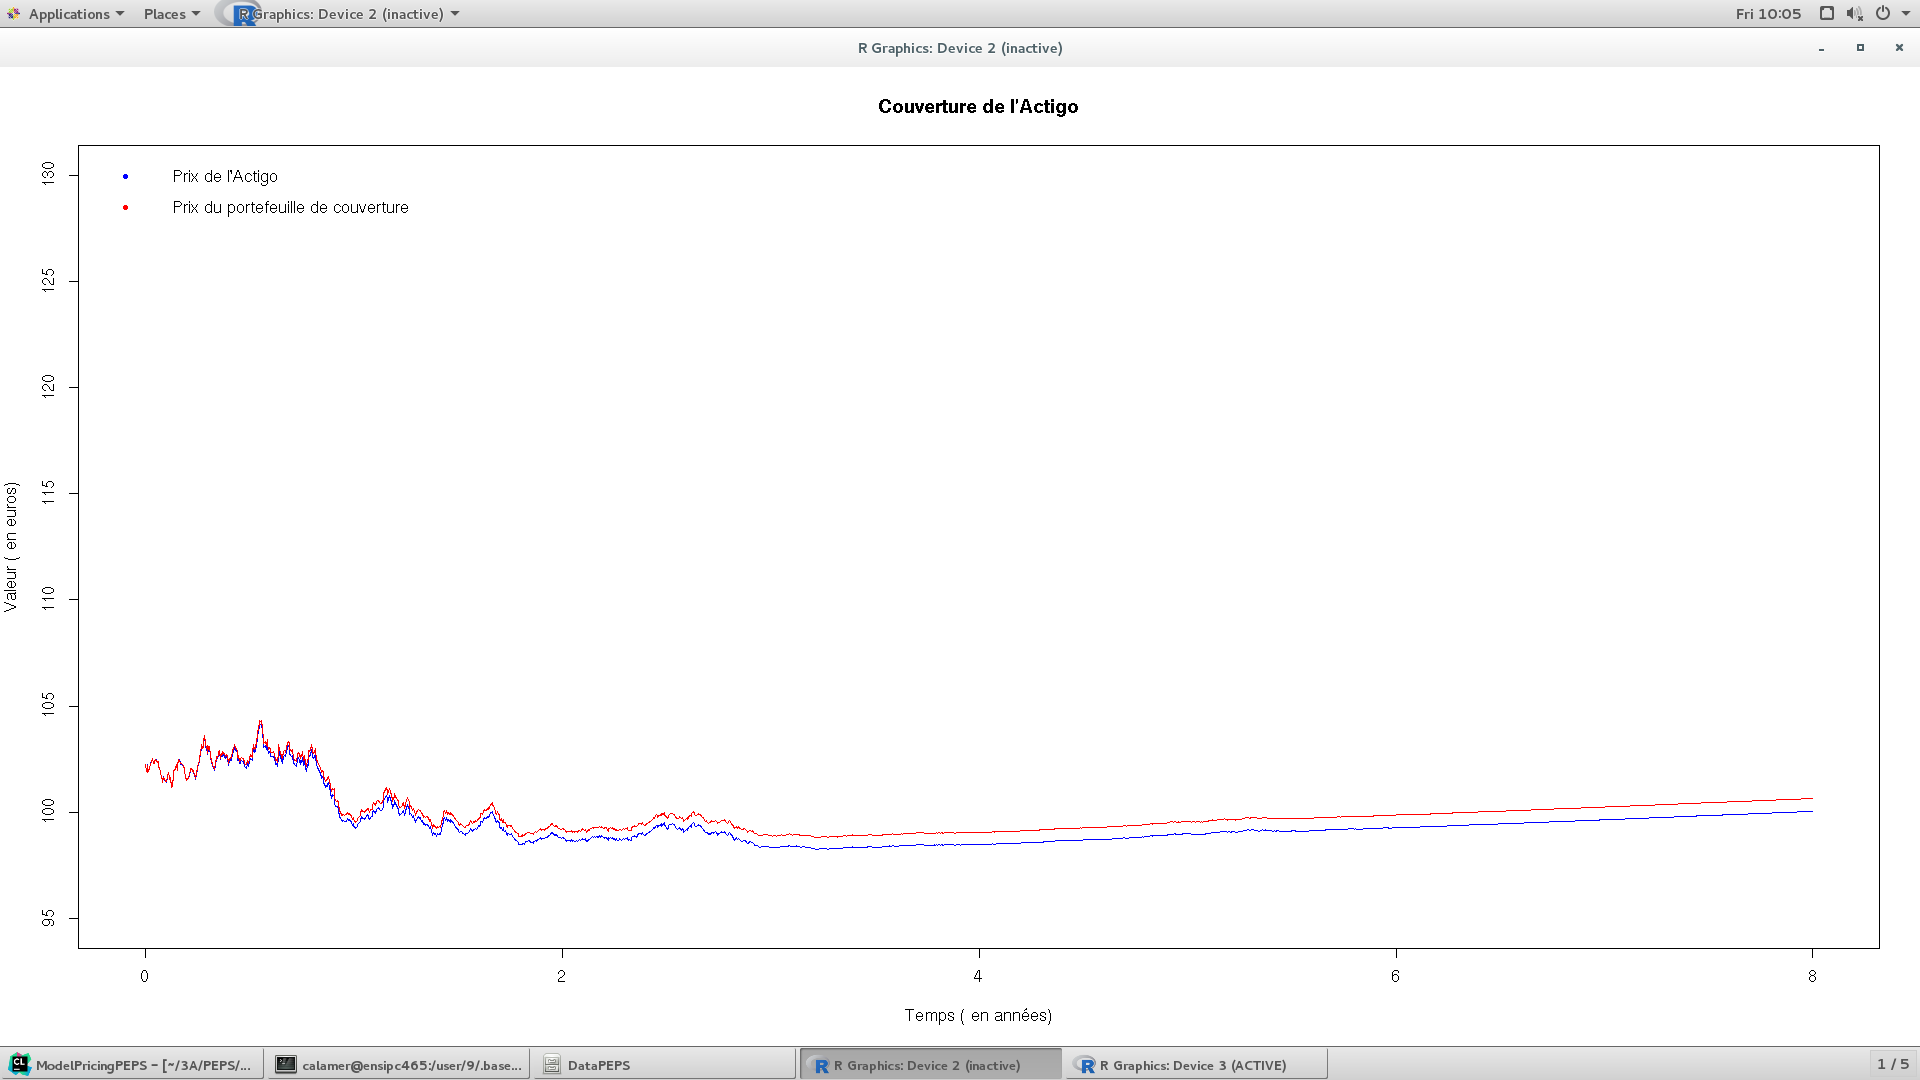 Applications Places R Graphics: Device 2 (inactive) Fri 10:05
R Graphics: Device 2 (inactive)
Couverture de l'Actigo
Prix de l'Actigo
Prix du portefeuille de couverture
130
125
120
115
110
105
100
95
Valeur ( en euros)
0 2 4 6 8
Temps ( en années)
ModelPricingPEPS - [~/3A/PEPS/... calamer@ensipc465:/user/9/.base... DataPEPS R Graphics: Device 2 (inactive) R Graphics: Device 3 (ACTIVE) 1 / 5